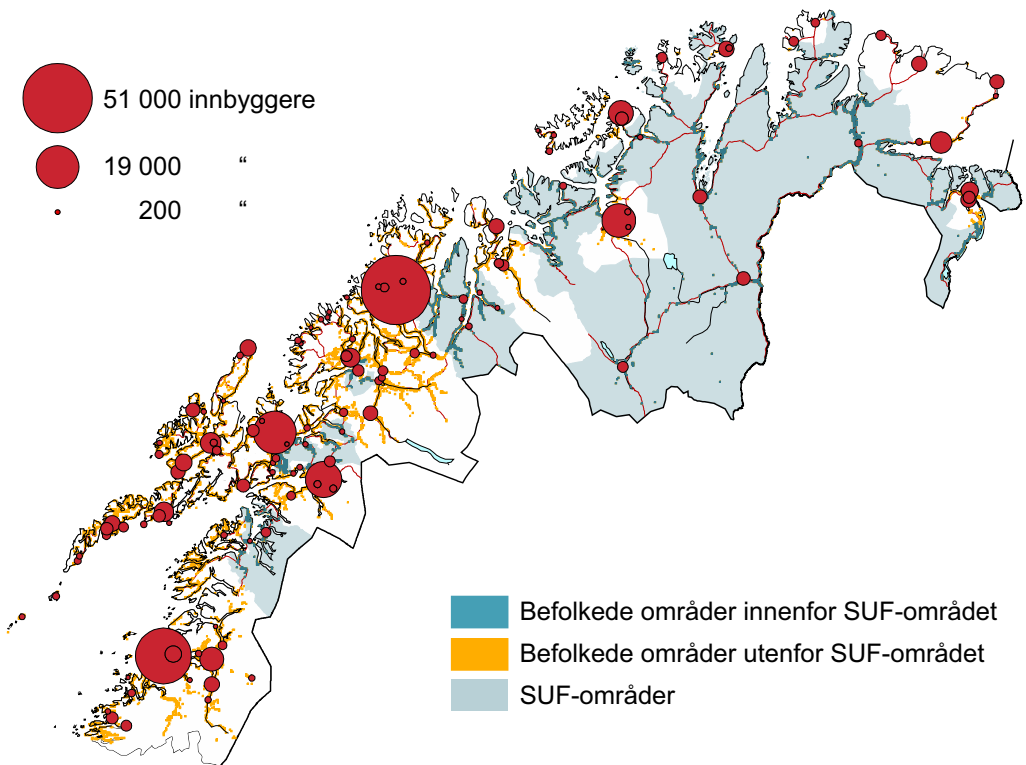 51 000 innbyggere
19 000 “
200 “
Befolkede områder innenfor SUF-området
Befolkede områder utenfor SUF-området
SUF-områder